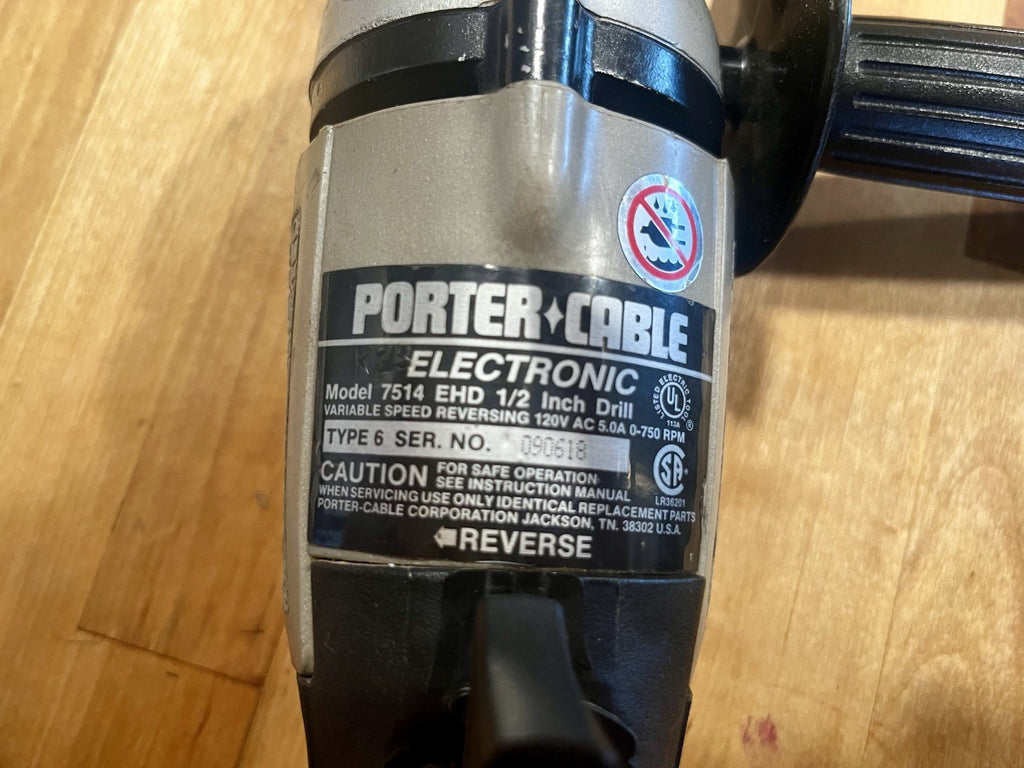 PORTER✦CABLE
ELECTRONIC
Model 7514 EHD 1/2 Inch Drill
VARIABLE SPEED REVERSING 120V AC 5.0A 0-750 RPM
LISTED ELECTRIC TOOL
UL
113A
®
TYPE 6 SER. NO. 090618
SA
LR36201
CAUTION FOR SAFE OPERATION
SEE INSTRUCTION MANUAL
WHEN SERVICING USE ONLY IDENTICAL REPLACEMENT PARTS
PORTER-CABLE CORPORATION JACKSON, TN. 38302 U.S.A.
REVERSE